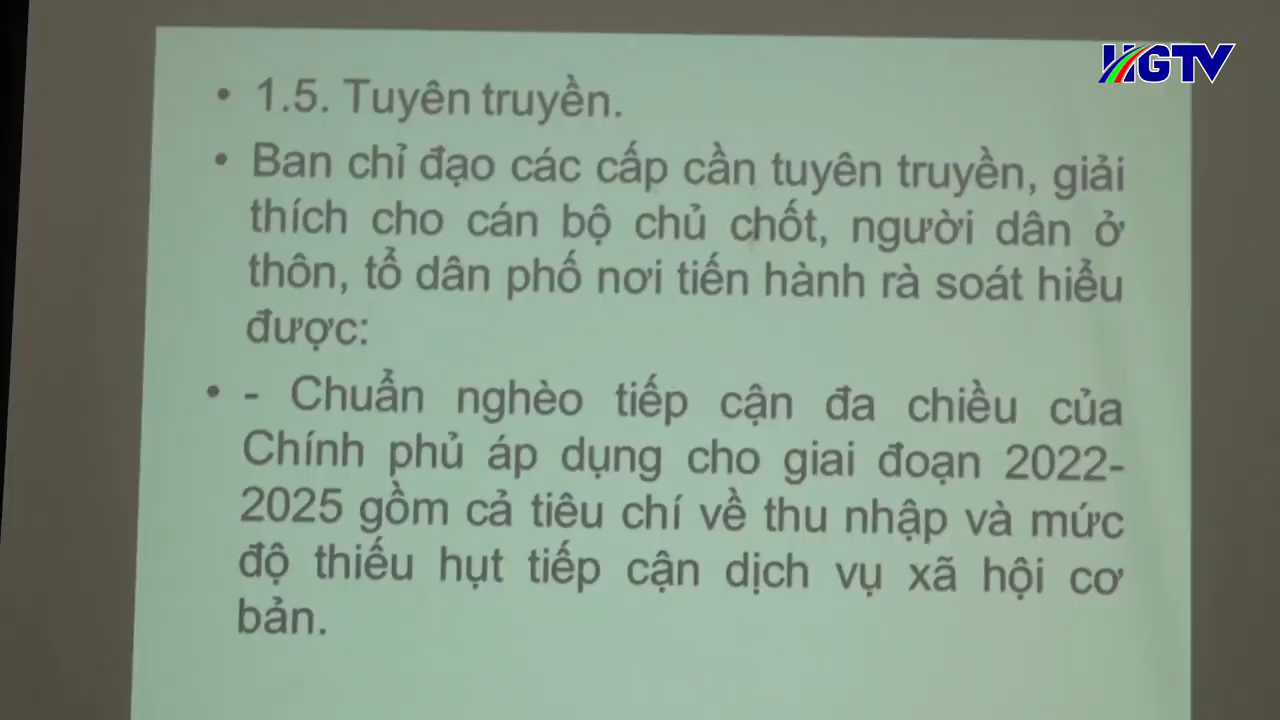 HGTV
• 1.5. Tuyên truyền.
• Ban chỉ đạo các cấp cần tuyên truyền, giải
thích cho cán bộ chủ chốt, người dân ở
thôn, tổ dân phố nơi tiến hành rà soát hiểu
được:
• - Chuẩn nghèo tiếp cận đa chiều của
Chính phủ áp dụng cho giai đoạn 2022-
2025 gồm cả tiêu chí về thu nhập và mức
độ thiếu hụt tiếp cận dịch vụ xã hội cơ
bản.